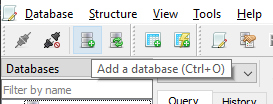 Database Structure View Tools Help
Databases
Add a database (Ctrl+O)
Filter by name
Query History